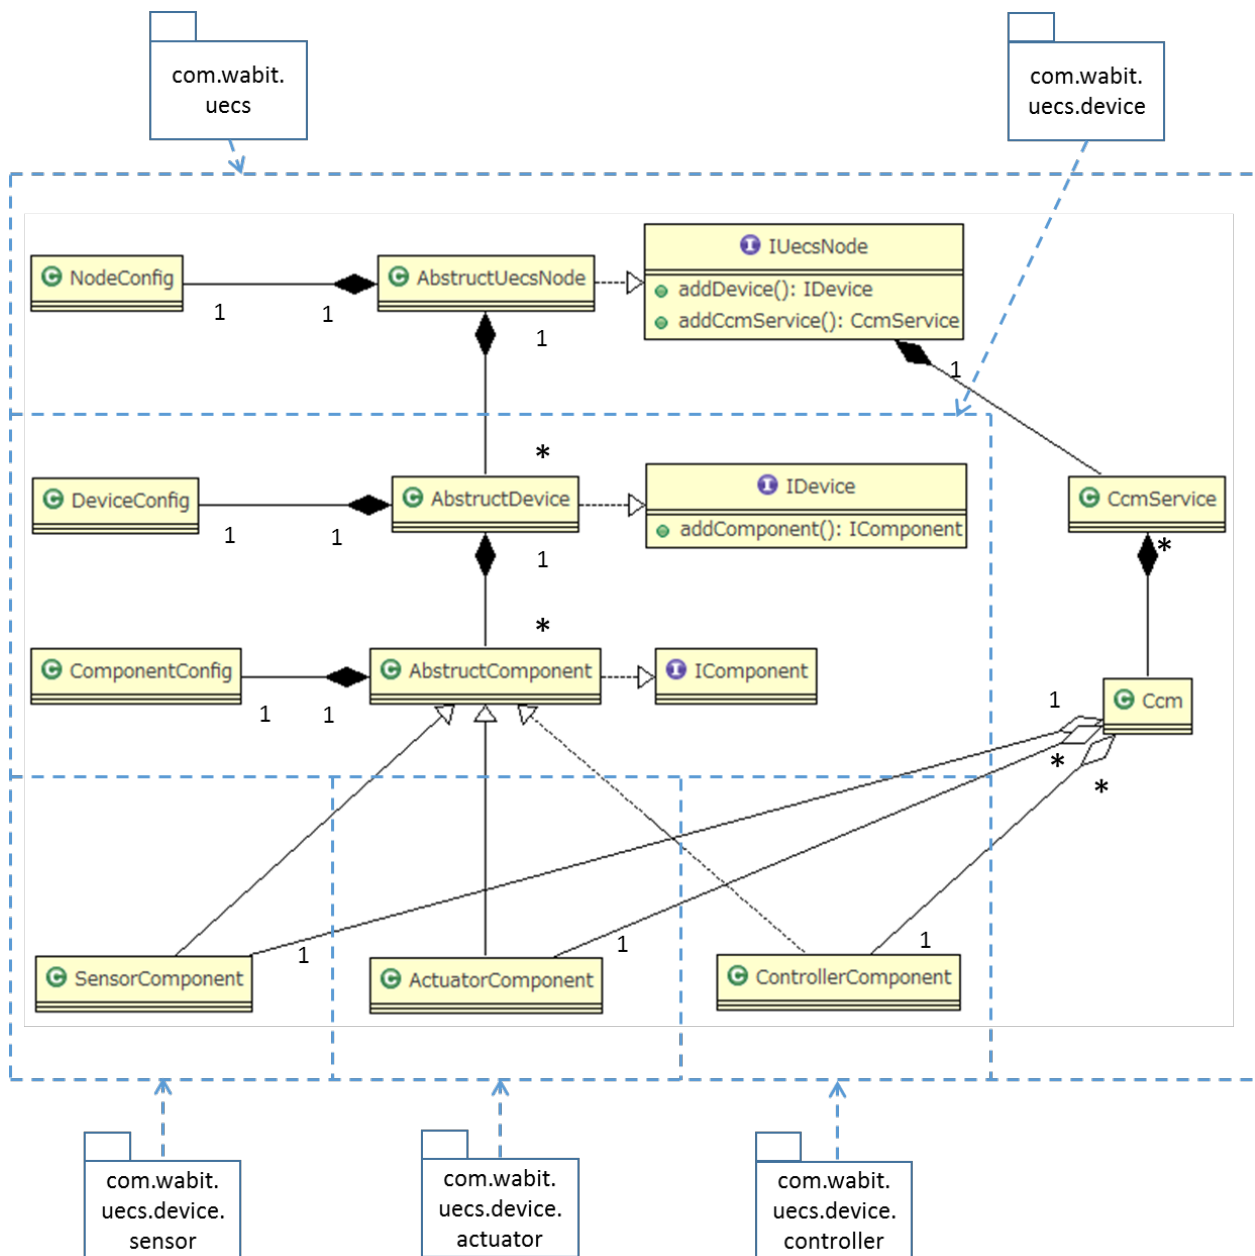 com.wabit.
uecs
com.wabit.
uecs.device
C NodeConfig
1
1
C AbstructUecsNode
1
I IUecsNode
addDevice(): IDevice
addCcmService(): CcmService
1
*
C DeviceConfig
1
1
C AbstructDevice
1
I IDevice
addComponent(): IComponent
C CcmService
*
*
C ComponentConfig
1
1
C AbstructComponent
I IComponent
C Ccm
1
*
*
C SensorComponent
1
C ActuatorComponent
1
C ControllerComponent
1
com.wabit.
uecs.device.
sensor
com.wabit.
uecs.device.
actuator
com.wabit.
uecs.device.
controller